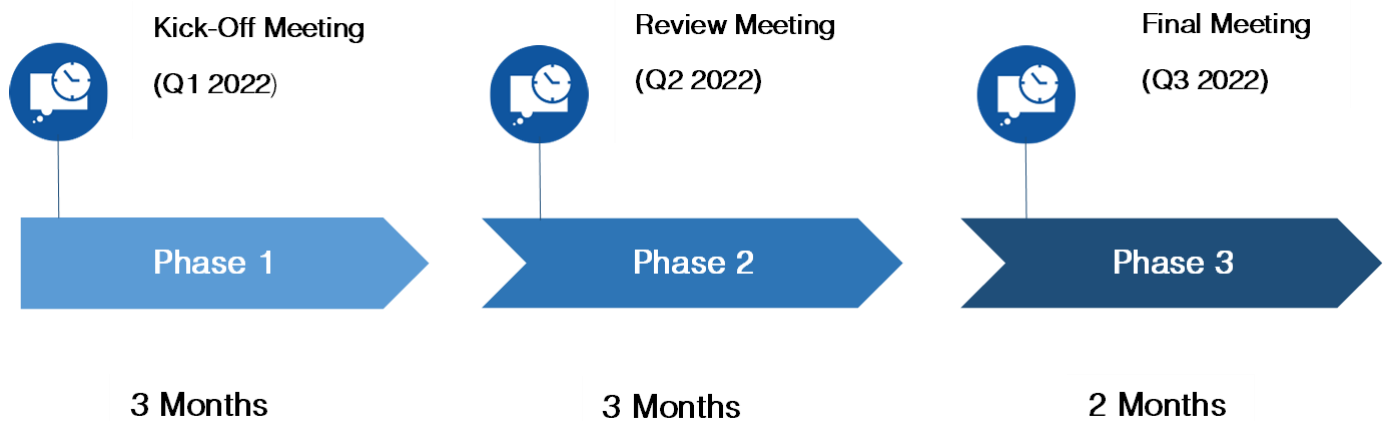 Kick-Off Meeting
(Q1 2022)
Review Meeting
(Q2 2022)
Final Meeting
(Q3 2022)
Phase 1
Phase 2
Phase 3
3 Months
3 Months
2 Months